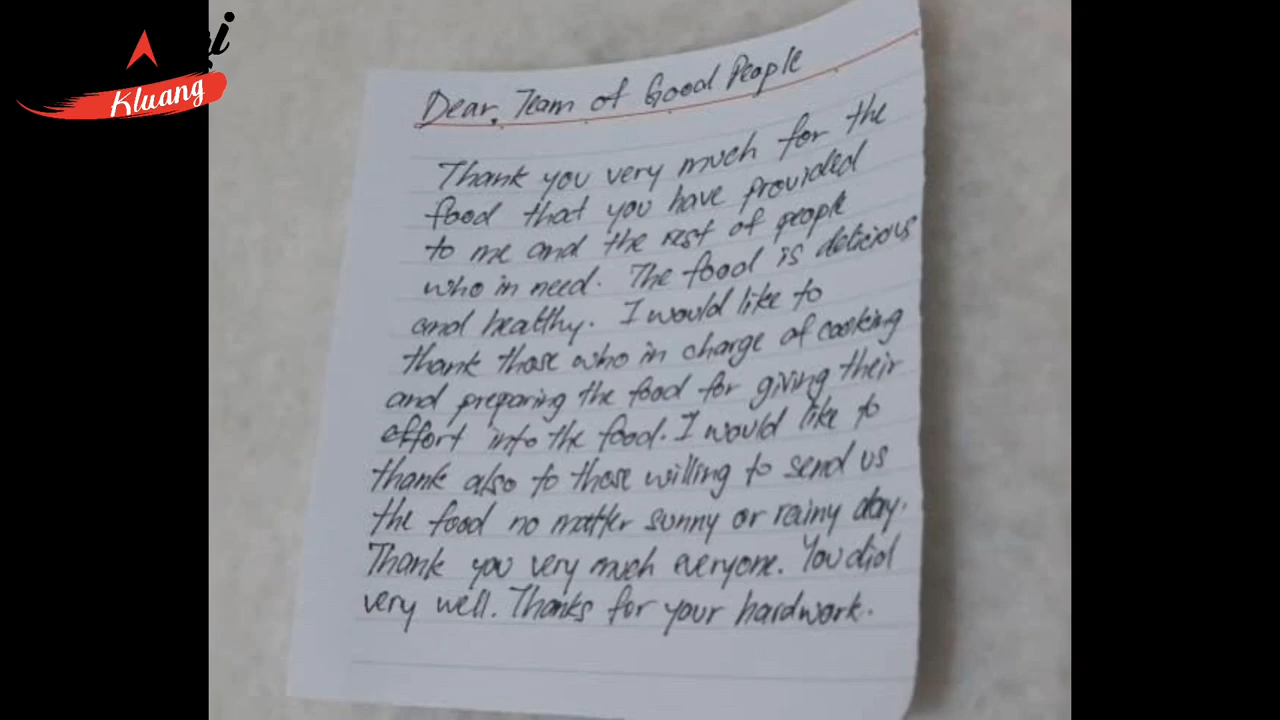 Kluang
Dear, Team of Good People
Thank you very much for the
food that you have provided
to me and the rest of people
who in need. The food is delicious
and healthy. I would like to
thank those who in charge of cooking
and preparing the food for giving their
effort into the food. I would like to
thank also to those willing to send us
the food no matter sunny or rainy day.
Thank you very much everyone. You did
very well. Thanks for your hardwork.